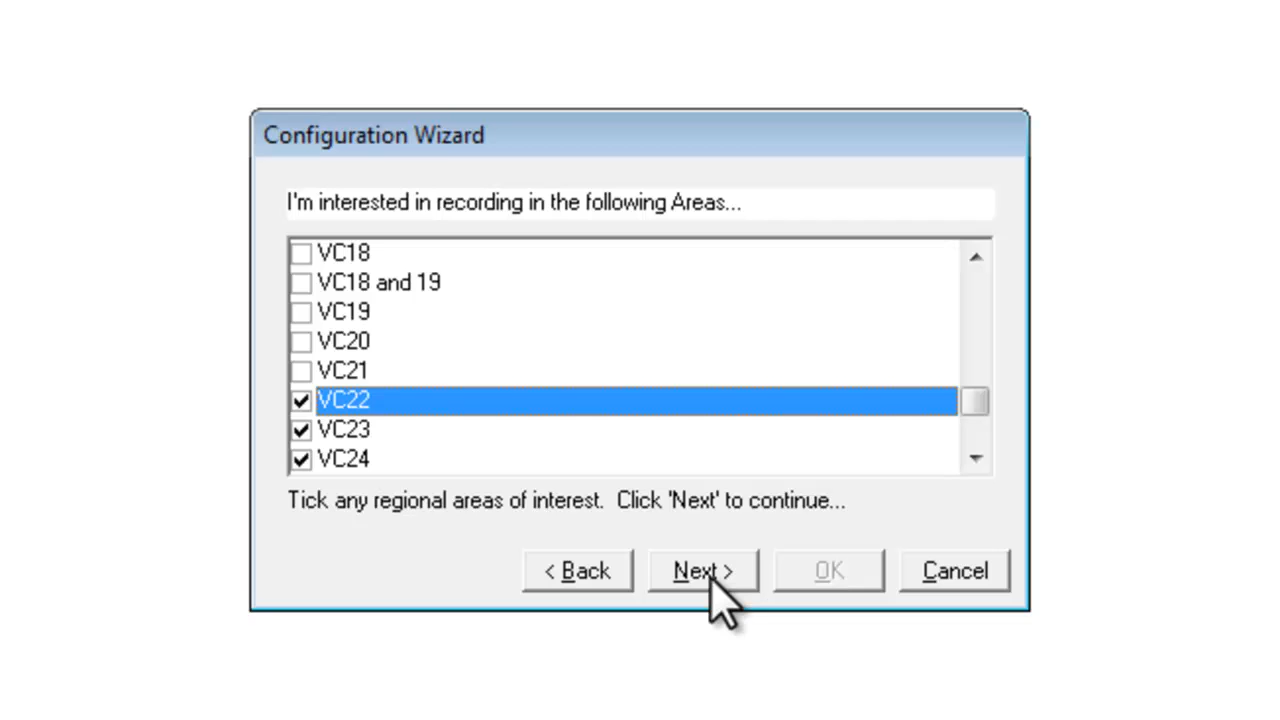 Configuration Wizard
I'm interested in recording in the following Areas...
VC18
VC18 and 19
VC19
VC20
VC21
VC22
VC23
VC24
Tick any regional areas of interest.  Click 'Next' to continue...
< Back  Next >  OK  Cancel